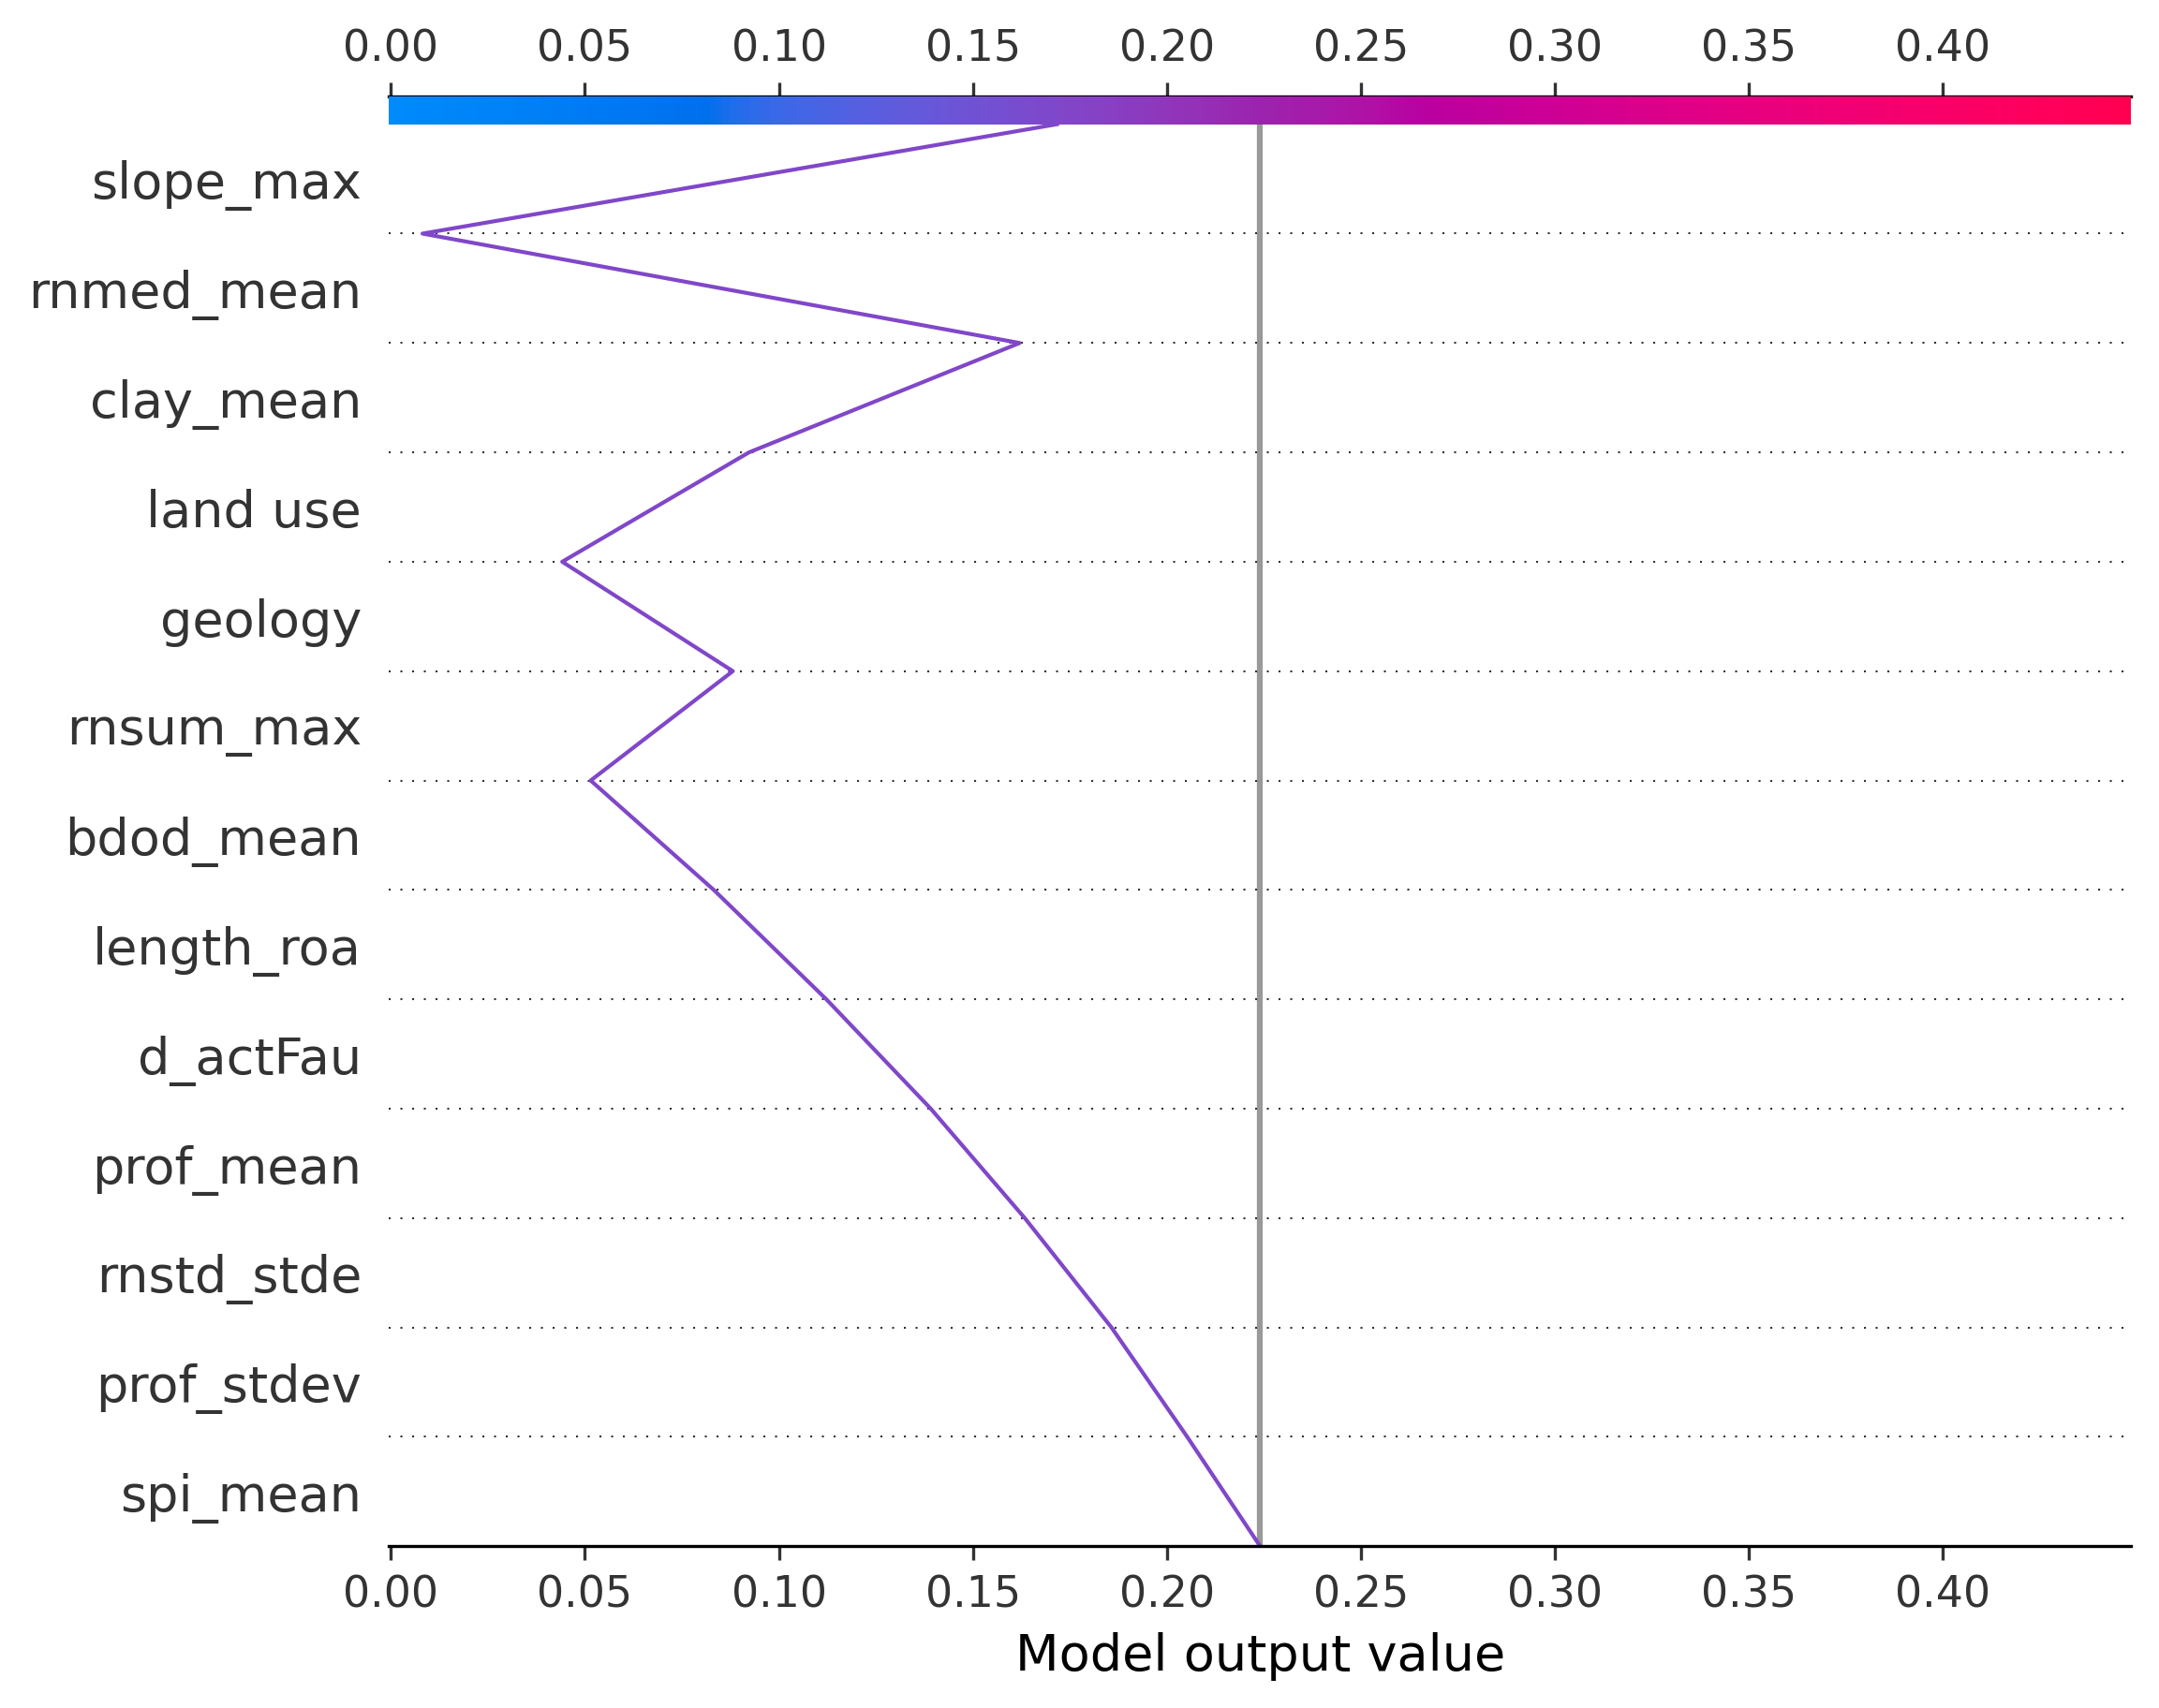 0.00 0.05 0.10 0.15 0.20 0.25 0.30 0.35 0.40
slope_max
rnmed_mean
clay_mean
land use
geology
rnsum_max
bdod_mean
length_roa
d_actFau
prof_mean
rnstd_stde
prof_stdev
spi_mean
0.00 0.05 0.10 0.15 0.20 0.25 0.30 0.35 0.40
Model output value